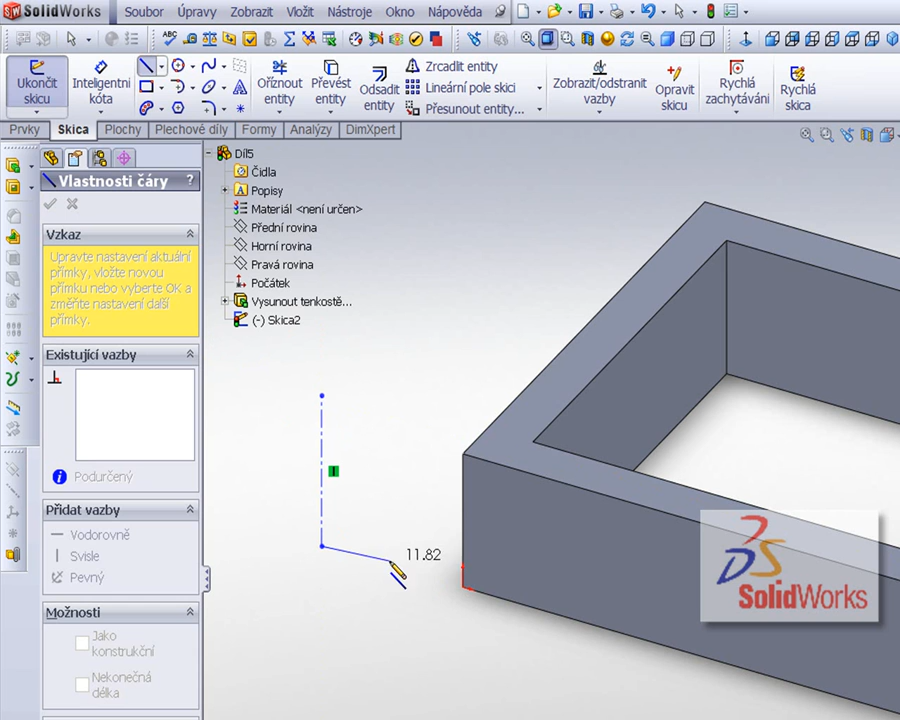 SolidWorks Soubor Úpravy Zobrazit Vložit Nástroje Okno Nápověda
Ukončit skicu
Inteligentní kóta
Oříznout entity
Převést entity
Odsadit entity
Zrcadlit entity
Lineární pole skici
Přesunout entity...
Zobrazit/odstranit vazby
Opravit skicu
Rychlá zachytávání
Rychlá skica
Prvky Skica Plochy Plechové díly Formy Analýzy DimXpert
Vlastnosti čáry ?
Vzkaz
Upravte nastavení aktuální
přímky, vložte novou
přímku nebo vyberte OK a
změňte nastavení další
přímky.
Existující vazby
Podurčený
Přidat vazby
Vodorovně
Svisle
Pevný
Možnosti
Jako
konstrukční
Nekonečná
délka
Díl5
Čidla
Popisy
Materiál <není určen>
Přední rovina
Horní rovina
Pravá rovina
Počátek
Vysunout tenkostě...
(-) Skica2
11.82
SolidWorks